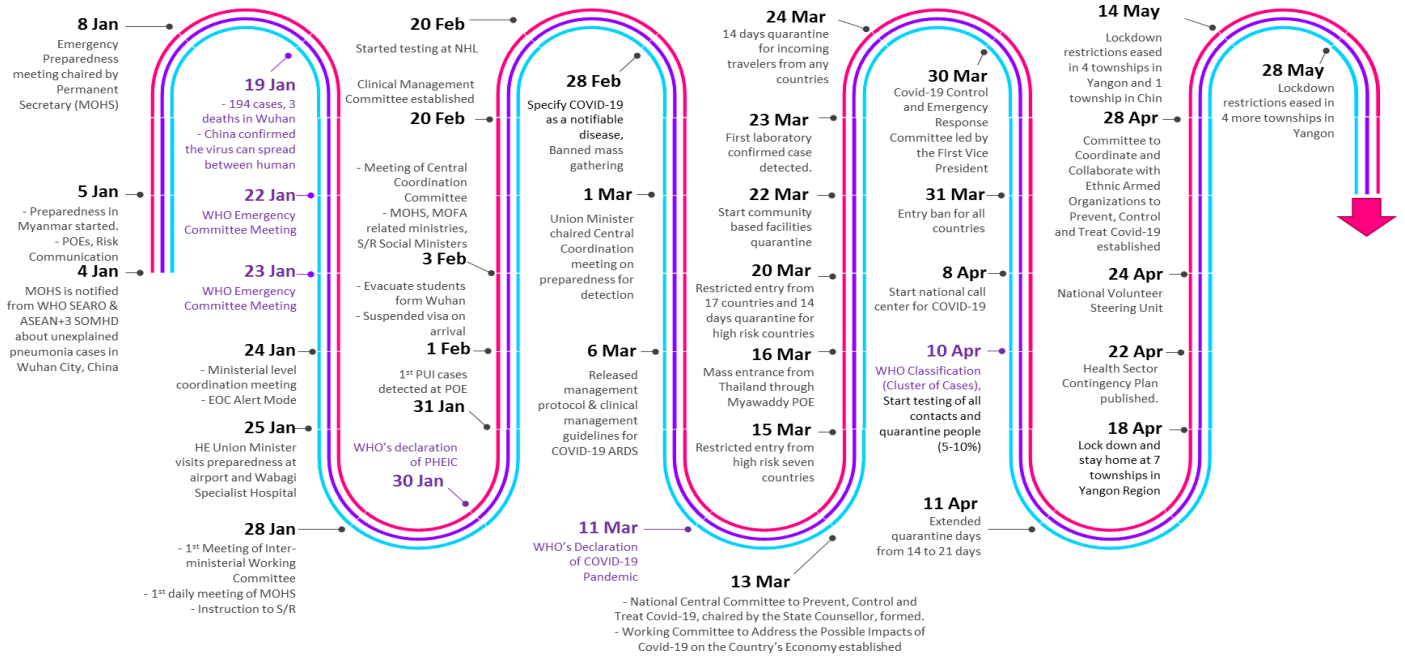 8 Jan
Emergency
Preparedness
meeting chaired by
Permanent
Secretary (MOHS)
5 Jan
- Preparedness in
Myanmar started.
- POEs, Risk
Communication
4 Jan
MOHS is notified
from WHO SEARO &
ASEAN+3 SOMHD
about unexplained
pneumonia cases in
Wuhan City, China
19 Jan
- 194 cases, 3
deaths in Wuhan
- China confirmed
the virus can spread
between human
22 Jan
WHO Emergency
Committee Meeting
23 Jan
WHO Emergency
Committee Meeting
24 Jan
- Ministerial level
coordination meeting
- EOC Alert Mode
25 Jan
HE Union Minister
visits preparedness at
airport and Wabagi
Specialist Hospital
28 Jan
- 1st Meeting of Inter-
ministerial Working
Committee
- 1st daily meeting of MOHS
- Instruction to S/R
20 Feb
Started testing at NHL
Clinical Management
Committee established
20 Feb
- Meeting of Central
Coordination
Committee
- MOHS, MOFA
related ministries,
S/R Social Ministers
3 Feb
- Evacuate students
form Wuhan
- Suspended visa on
arrival
1 Feb
1st PUI cases
detected at POE
31 Jan
WHO's declaration
of PHEIC
30 Jan
28 Feb
Specify COVID-19
as a notifiable
disease,
Banned mass
gathering
1 Mar
Union Minister
chaired Central
Coordination
meeting on
preparedness for
detection
6 Mar
Released
management
protocol & clinical
management
guidelines for
COVID-19 ARDS
11 Mar
WHO's Declaration
of COVID-19
Pandemic
13 Mar
- National Central Committee to Prevent, Control and
Treat Covid-19, chaired by the State Counsellor, formed.
- Working Committee to Address the Possible Impacts of
Covid-19 on the Country's Economy established
24 Mar
14 days quarantine
for incoming
travelers from any
countries
23 Mar
First laboratory
confirmed case
detected.
22 Mar
Start community
based facilities
quarantine
20 Mar
Restricted entry from
17 countries and 14
days quarantine for
high risk countries
16 Mar
Mass entrance from
Thailand through
Myawaddy POE
15 Mar
Restricted entry from
high risk seven
countries
30 Mar
Covid-19 Control
and Emergency
Response
Committee led by
the First Vice
President
31 Mar
Entry ban for all
countries
8 Apr
Start national call
center for COVID-19
10 Apr
WHO Classification
(Cluster of Cases),
Start testing of all
contacts and
quarantine people
(5-10%)
11 Apr
Extended
quarantine days
from 14 to 21 days
14 May
Lockdown
restrictions eased
in 4 townships in
Yangon and 1
township in Chin
28 Apr
Committee to
Coordinate and
Collaborate with
Ethnic Armed
Organizations to
Prevent, Control
and Treat Covid-19
established
24 Apr
National Volunteer
Steering Unit
22 Apr
Health Sector
Contingency Plan
published.
18 Apr
Lock down and
stay home at 7
townships in
Yangon Region
28 May
Lockdown
restrictions eased in
4 more townships in
Yangon